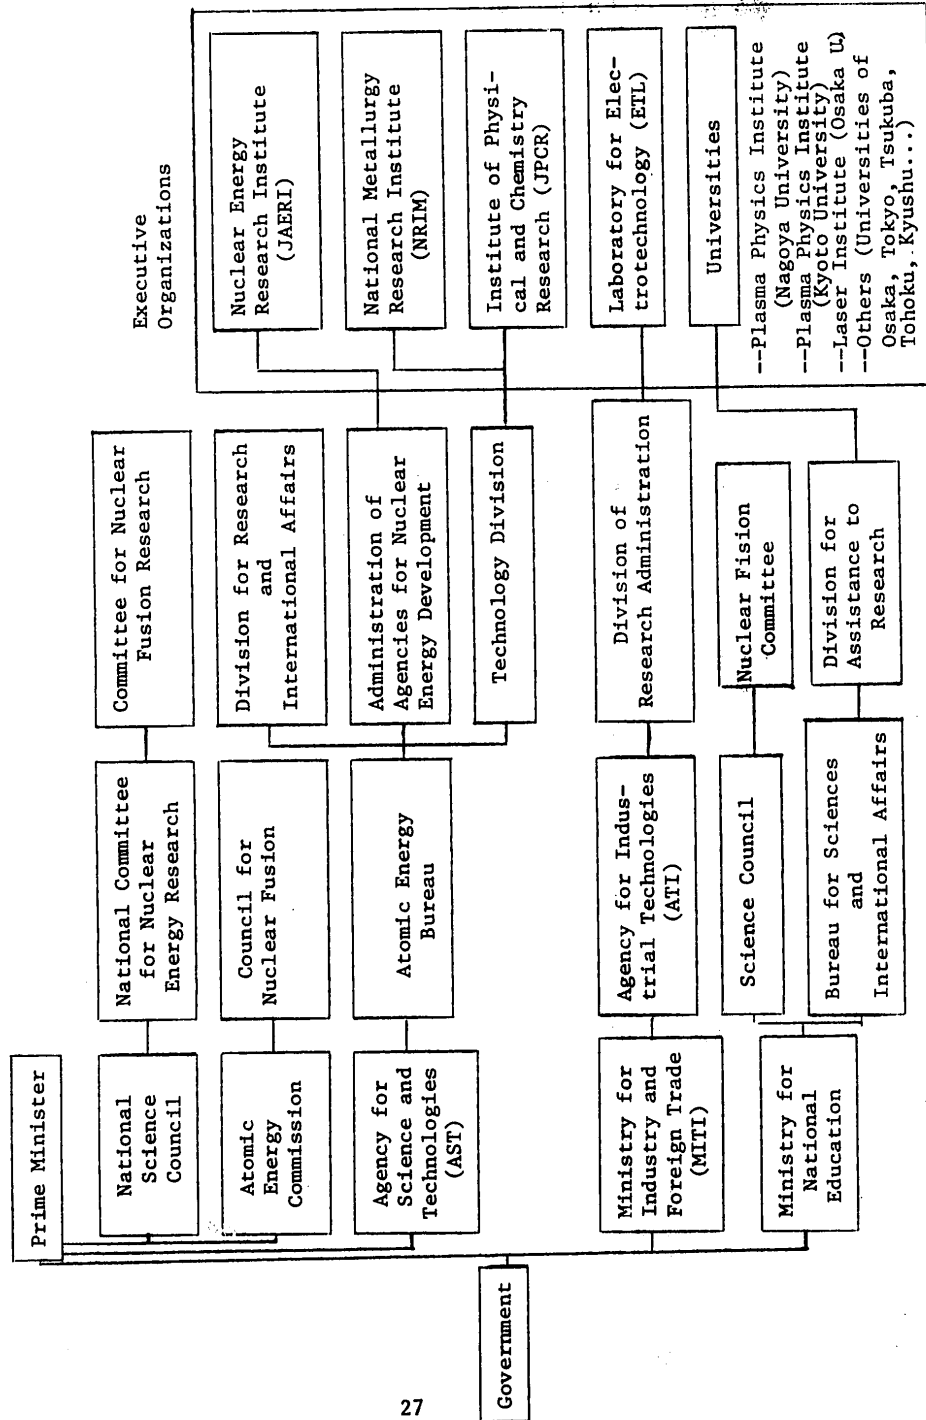 Executive
Organizations
Government
Prime Minister
National
Science
Council
National Committee
for Nuclear
Energy Research
Committee for Nuclear
Fusion Research
Atomic
Energy
Commission
Council for
Nuclear Fusion
Division for Research
and
International Affairs
Agency for
Science and
Technologies
(AST)
Atomic Energy
Bureau
Administration of
Agencies for Nuclear
Energy Development
Technology Division
Nuclear Energy
Research Institute
(JAERI)
National Metallurgy
Research Institute
(NRIM)
Institute of Physi-
cal and Chemistry
Research (JPCR)
Ministry for
Industry and
Foreign Trade
(MITI)
Agency for Indus-
trial Technologies
(ATI)
Division of
Research Administration
Laboratory for Elec-
trotechnology (ETL)
Ministry for
National
Education
Science Council
Nuclear Fision
Committee
Bureau for Sciences
and
International Affairs
Division for
Assistance to
Research
Universities
--Plasma Physics Institute
(Nagoya University)
--Plasma Physics Institute
(Kyoto University)
--Laser Institute (Osaka U.)
--Others (Universities of
Osaka, Tokyo, Tsukuba,
Tohoku, Kyushu...)
27